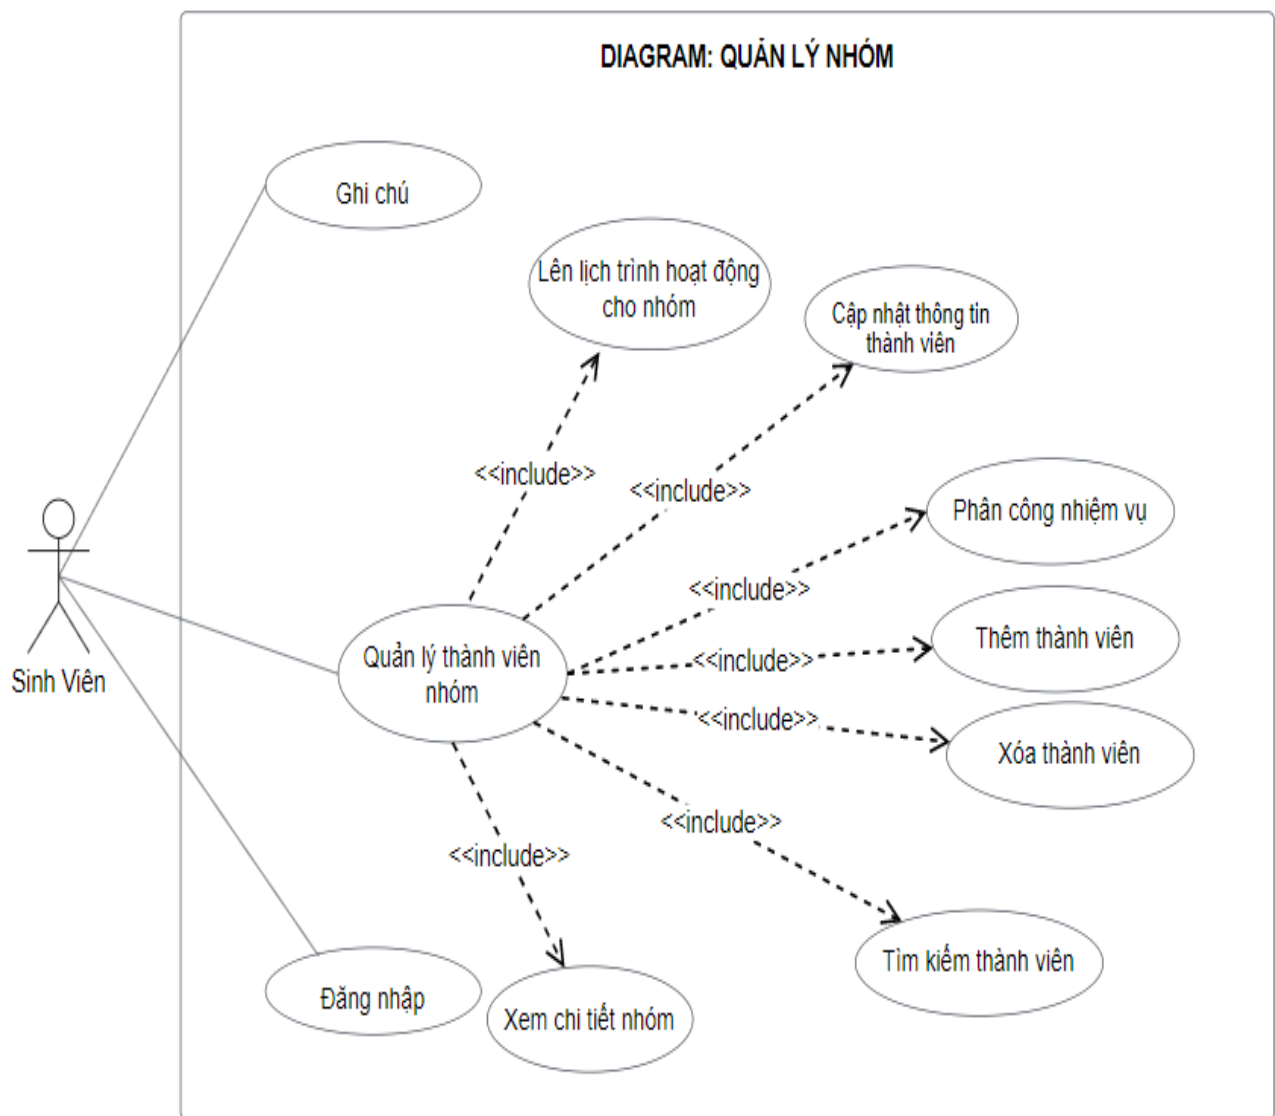 DIAGRAM: QUẢN LÝ NHÓM
Ghi chú
Lên lịch trình hoạt động
cho nhóm
Cập nhật thông tin
thành viên
<<include>>
<<include>>
Phân công nhiệm vụ
<<include>>
Thêm thành viên
<<include>>
Quản lý thành viên
nhóm
Sinh Viên
<<include>>
Xóa thành viên
<<include>>
<<include>>
Tìm kiếm thành viên
Đăng nhập
Xem chi tiết nhóm